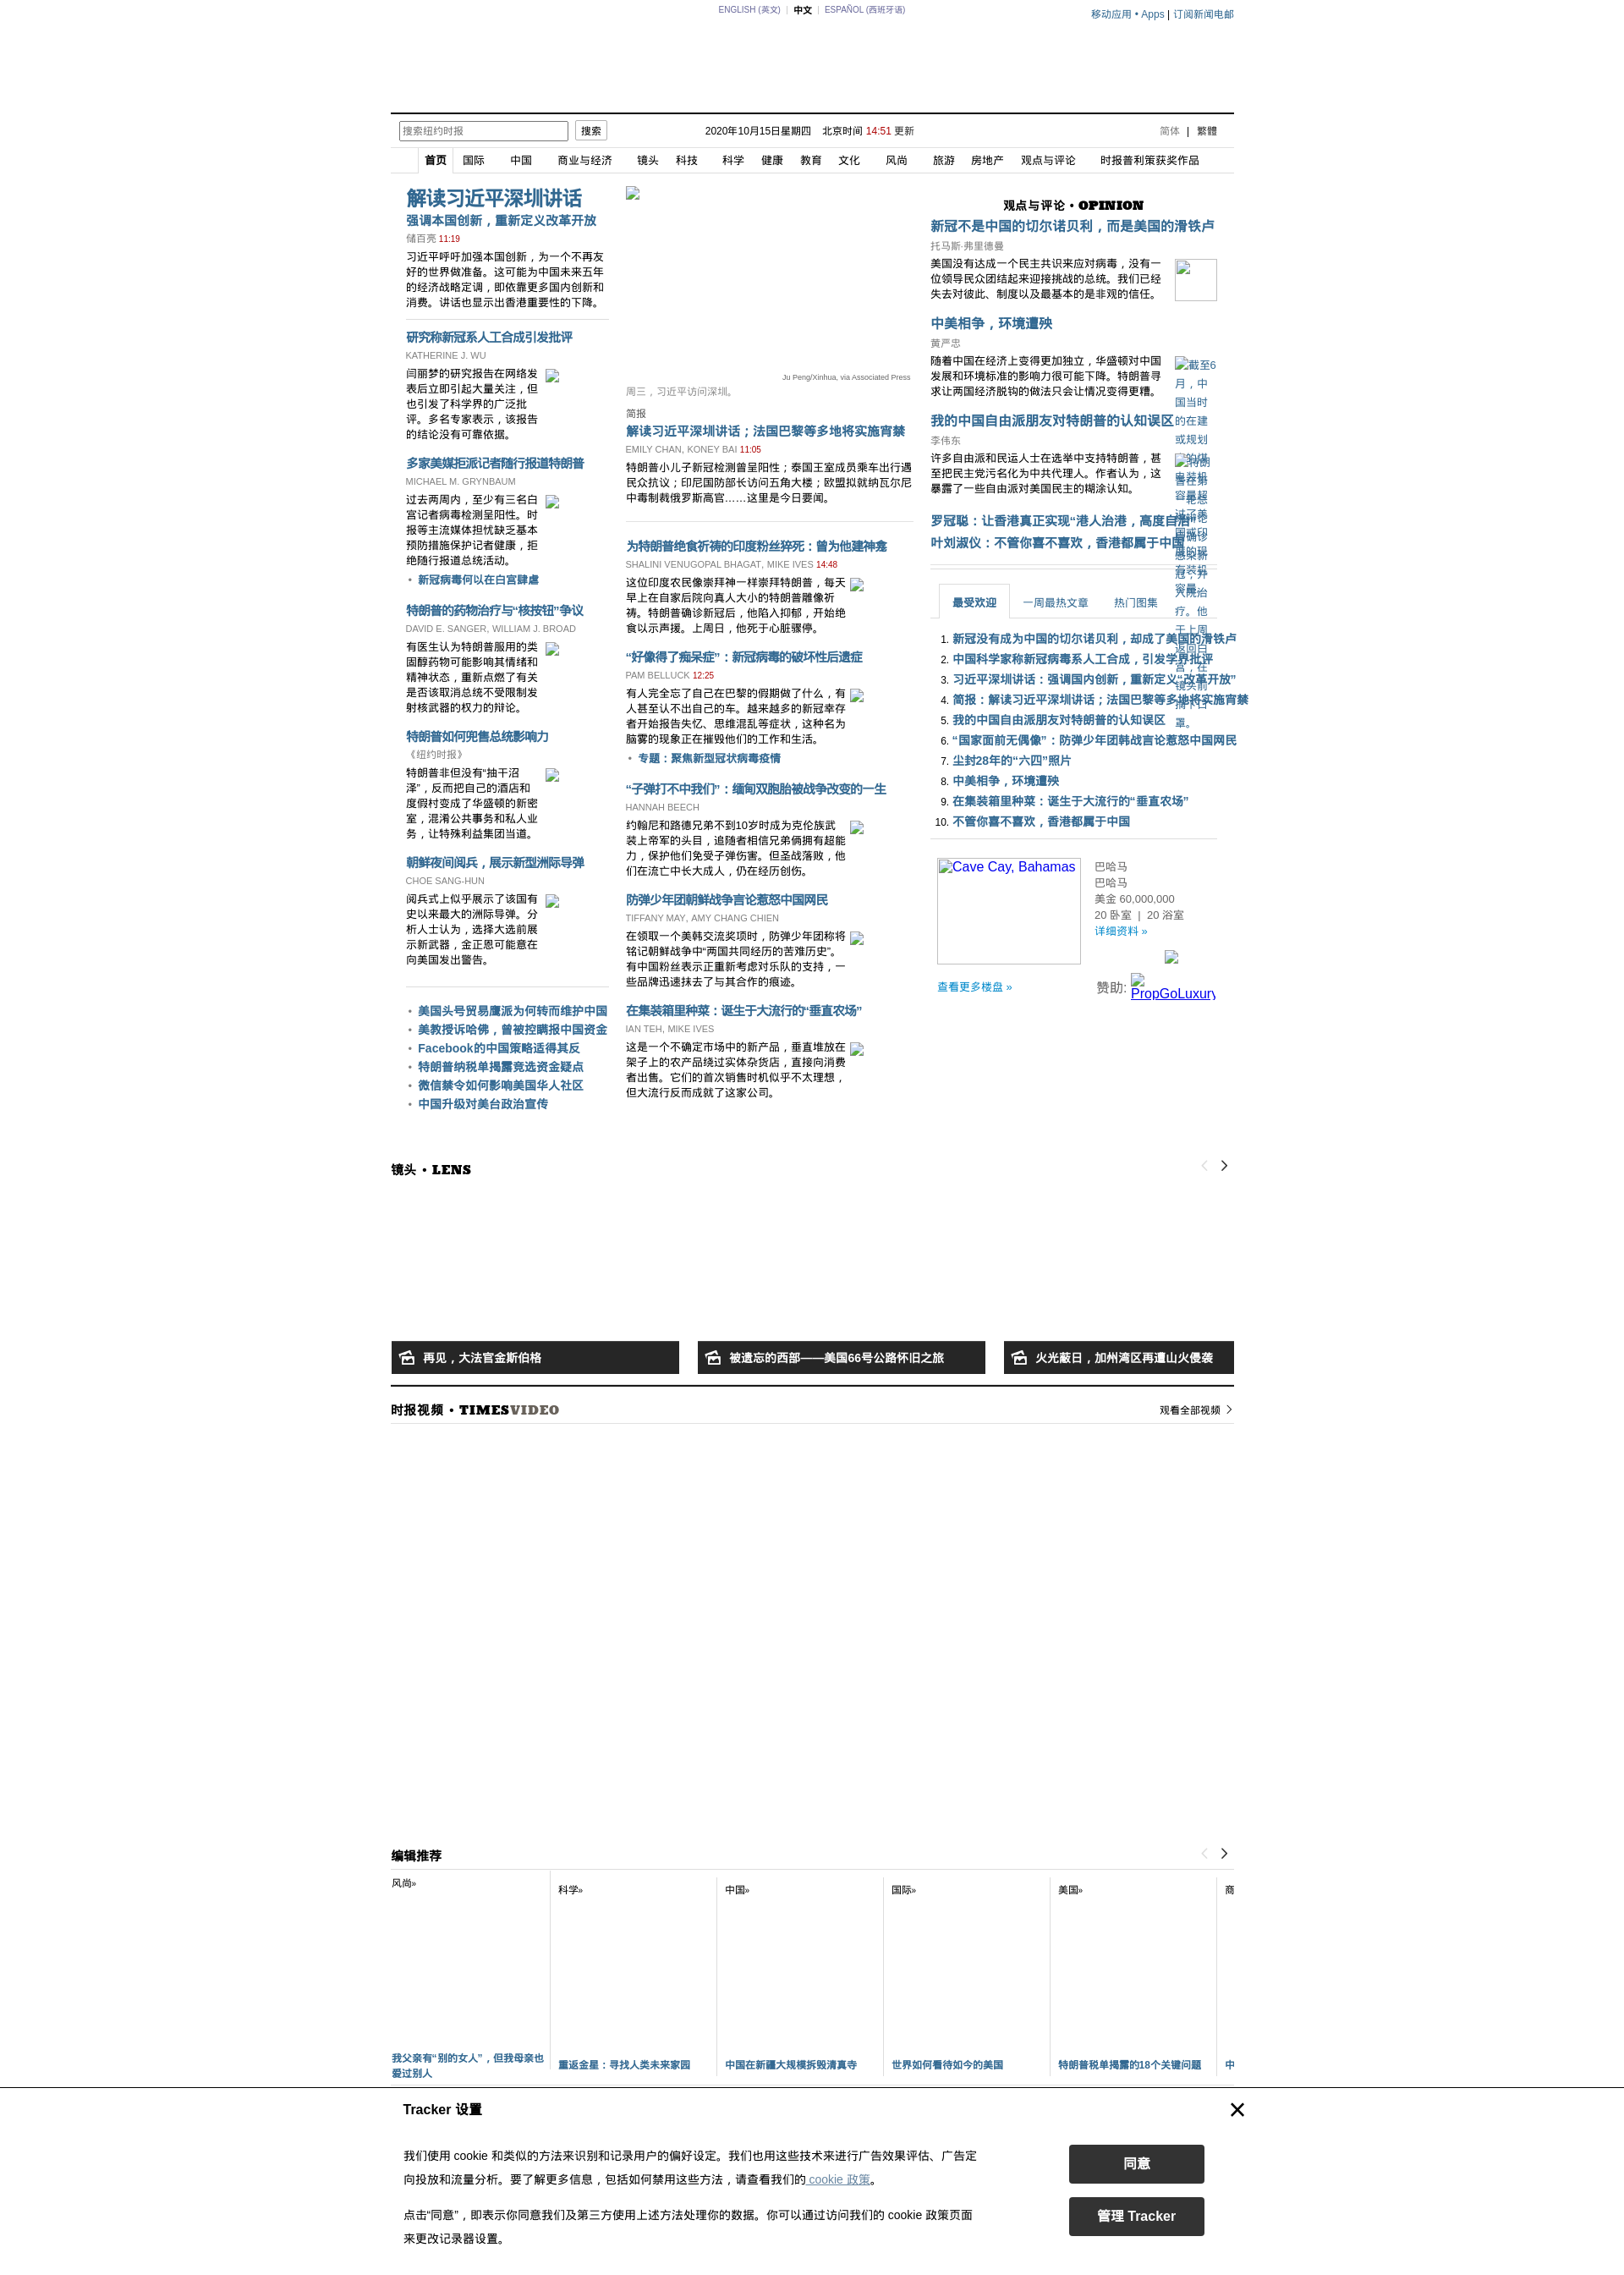 ENGLISH (英文) | 中文 | ESPAÑOL (西班牙语)
移动应用 • Apps | 订阅新闻电邮
搜索纽约时报 搜索 2020年10月15日星期四 北京时间 14:51 更新 简体 | 繁體
首页 国际 中国 商业与经济 镜头 科技 科学 健康 教育 文化 风尚 旅游 房地产 观点与评论 时报普利策获奖作品
解读习近平深圳讲话
强调本国创新，重新定义改革开放
储百亮 11:19
习近平呼吁加强本国创新，为一个不再友
好的世界做准备。这可能为中国未来五年
的经济战略定调，即依靠更多国内创新和
消费。讲话也显示出香港重要性的下降。
研究称新冠系人工合成引发批评
KATHERINE J. WU
闫丽梦的研究报告在网络发
表后立即引起大量关注，但
也引发了科学界的广泛批
评。多名专家表示，该报告
的结论没有可靠依据。
多家美媒拒派记者随行报道特朗普
MICHAEL M. GRYNBAUM
过去两周内，至少有三名白
宫记者病毒检测呈阳性。时
报等主流媒体担忧缺乏基本
预防措施保护记者健康，拒
绝随行报道总统活动。
• 新冠病毒何以在白宫肆虐
特朗普的药物治疗与“核按钮”争议
DAVID E. SANGER, WILLIAM J. BROAD
有医生认为特朗普服用的类
固醇药物可能影响其情绪和
精神状态，重新点燃了有关
是否该取消总统不受限制发
射核武器的权力的辩论。
特朗普如何兜售总统影响力
《纽约时报》
特朗普非但没有“抽干沼
泽”，反而把自己的酒店和
度假村变成了华盛顿的新密
室，混淆公共事务和私人业
务，让特殊利益集团当道。
朝鲜夜间阅兵，展示新型洲际导弹
CHOE SANG-HUN
阅兵式上似乎展示了该国有
史以来最大的洲际导弹。分
析人士认为，选择大选前展
示新武器，金正恩可能意在
向美国发出警告。
• 美国头号贸易鹰派为何转而维护中国
• 美教授诉哈佛，曾被控瞒报中国资金
• Facebook的中国策略适得其反
• 特朗普纳税单揭露竞选资金疑点
• 微信禁令如何影响美国华人社区
• 中国升级对美台政治宣传
Ju Peng/Xinhua, via Associated Press
周三，习近平访问深圳。
简报
解读习近平深圳讲话；法国巴黎等多地将实施宵禁
EMILY CHAN, KONEY BAI 11:05
特朗普小儿子新冠检测曾呈阳性；泰国王室成员乘车出行遇
民众抗议；印尼国防部长访问五角大楼；欧盟拟就纳瓦尔尼
中毒制裁俄罗斯高官……这里是今日要闻。
为特朗普绝食祈祷的印度粉丝猝死：曾为他建神龛
SHALINI VENUGOPAL BHAGAT, MIKE IVES 14:48
这位印度农民像崇拜神一样崇拜特朗普，每天
早上在自家后院向真人大小的特朗普雕像祈
祷。特朗普确诊新冠后，他陷入抑郁，开始绝
食以示声援。上周日，他死于心脏骤停。
“好像得了痴呆症”：新冠病毒的破坏性后遗症
PAM BELLUCK 12:25
有人完全忘了自己在巴黎的假期做了什么，有
人甚至认不出自己的车。越来越多的新冠幸存
者开始报告失忆、思维混乱等症状，这种名为
脑雾的现象正在摧毁他们的工作和生活。
• 专题：聚焦新型冠状病毒疫情
“子弹打不中我们”：缅甸双胞胎被战争改变的一生
HANNAH BEECH
约翰尼和路德兄弟不到10岁时成为克伦族武
装上帝军的头目，追随者相信兄弟俩拥有超能
力，保护他们免受子弹伤害。但圣战落败，他
们在流亡中长大成人，仍在经历创伤。
防弹少年团朝鲜战争言论惹怒中国网民
TIFFANY MAY, AMY CHANG CHIEN
在领取一个美韩交流奖项时，防弹少年团称将
铭记朝鲜战争中“两国共同经历的苦难历史”。
有中国粉丝表示正重新考虑对乐队的支持，一
些品牌迅速抹去了与其合作的痕迹。
在集装箱里种菜：诞生于大流行的“垂直农场”
IAN TEH, MIKE IVES
这是一个不确定市场中的新产品，垂直堆放在
架子上的农产品绕过实体杂货店，直接向消费
者出售。它们的首次销售时机似乎不太理想，
但大流行反而成就了这家公司。
观点与评论 • OPINION
新冠不是中国的切尔诺贝利，而是美国的滑铁卢
托马斯·弗里德曼
美国没有达成一个民主共识来应对病毒，没有一
位领导民众团结起来迎接挑战的总统。我们已经
失去对彼此、制度以及最基本的是非观的信任。
中美相争，环境遭殃
黄严忠
随着中国在经济上变得更加独立，华盛顿对中国
发展和环境标准的影响力很可能下降。特朗普寻
求让两国经济脱钩的做法只会让情况变得更糟。
截至6
月，中
国当时
的在建
或规划
我的中国自由派朋友对特朗普的认知误区
李伟东
许多自由派和民运人士在选举中支持特朗普，甚
至把民主党污名化为中共代理人。作者认为，这
暴露了一些自由派对美国民主的糊涂认知。
罗冠聪：让香港真正实现“港人治港，高度自治”
叶刘淑仪：不管你喜不喜欢，香港都属于中国
最受欢迎 一周最热文章 热门图集
1. 新冠没有成为中国的切尔诺贝利，却成了美国的滑铁卢
2. 中国科学家称新冠病毒系人工合成，引发学界批评
3. 习近平深圳讲话：强调国内创新，重新定义“改革开放”
4. 简报：解读习近平深圳讲话；法国巴黎等多地将实施宵禁
5. 我的中国自由派朋友对特朗普的认知误区
6. “国家面前无偶像”：防弹少年团韩战言论惹怒中国网民
7. 尘封28年的“六四”照片
8. 中美相争，环境遭殃
9. 在集装箱里种菜：诞生于大流行的“垂直农场”
10. 不管你喜不喜欢，香港都属于中国
Cave Cay, Bahamas
巴哈马
巴哈马
美金 60,000,000
20 卧室 | 20 浴室
详细资料 »
查看更多楼盘 »
赞助: PropGoLuxury
镜头 • LENS
再见，大法官金斯伯格
被遗忘的西部——美国66号公路怀旧之旅
火光蔽日，加州湾区再遭山火侵袭
时报视频 • TIMESVIDEO
观看全部视频
编辑推荐
风尚» 科学» 中国» 国际» 美国» 商
我父亲有“别的女人”，但我母亲也
爱过别人
重返金星：寻找人类未来家园
中国在新疆大规模拆毁清真寺
世界如何看待如今的美国
特朗普税单揭露的18个关键问题
中
Tracker 设置
我们使用 cookie 和类似的方法来识别和记录用户的偏好设定。我们也用这些技术来进行广告效果评估、广告定
向投放和流量分析。要了解更多信息，包括如何禁用这些方法，请查看我们的 cookie 政策。
点击“同意”，即表示你同意我们及第三方使用上述方法处理你的数据。你可以通过访问我们的 cookie 政策页面
来更改记录器设置。
同意
管理 Tracker